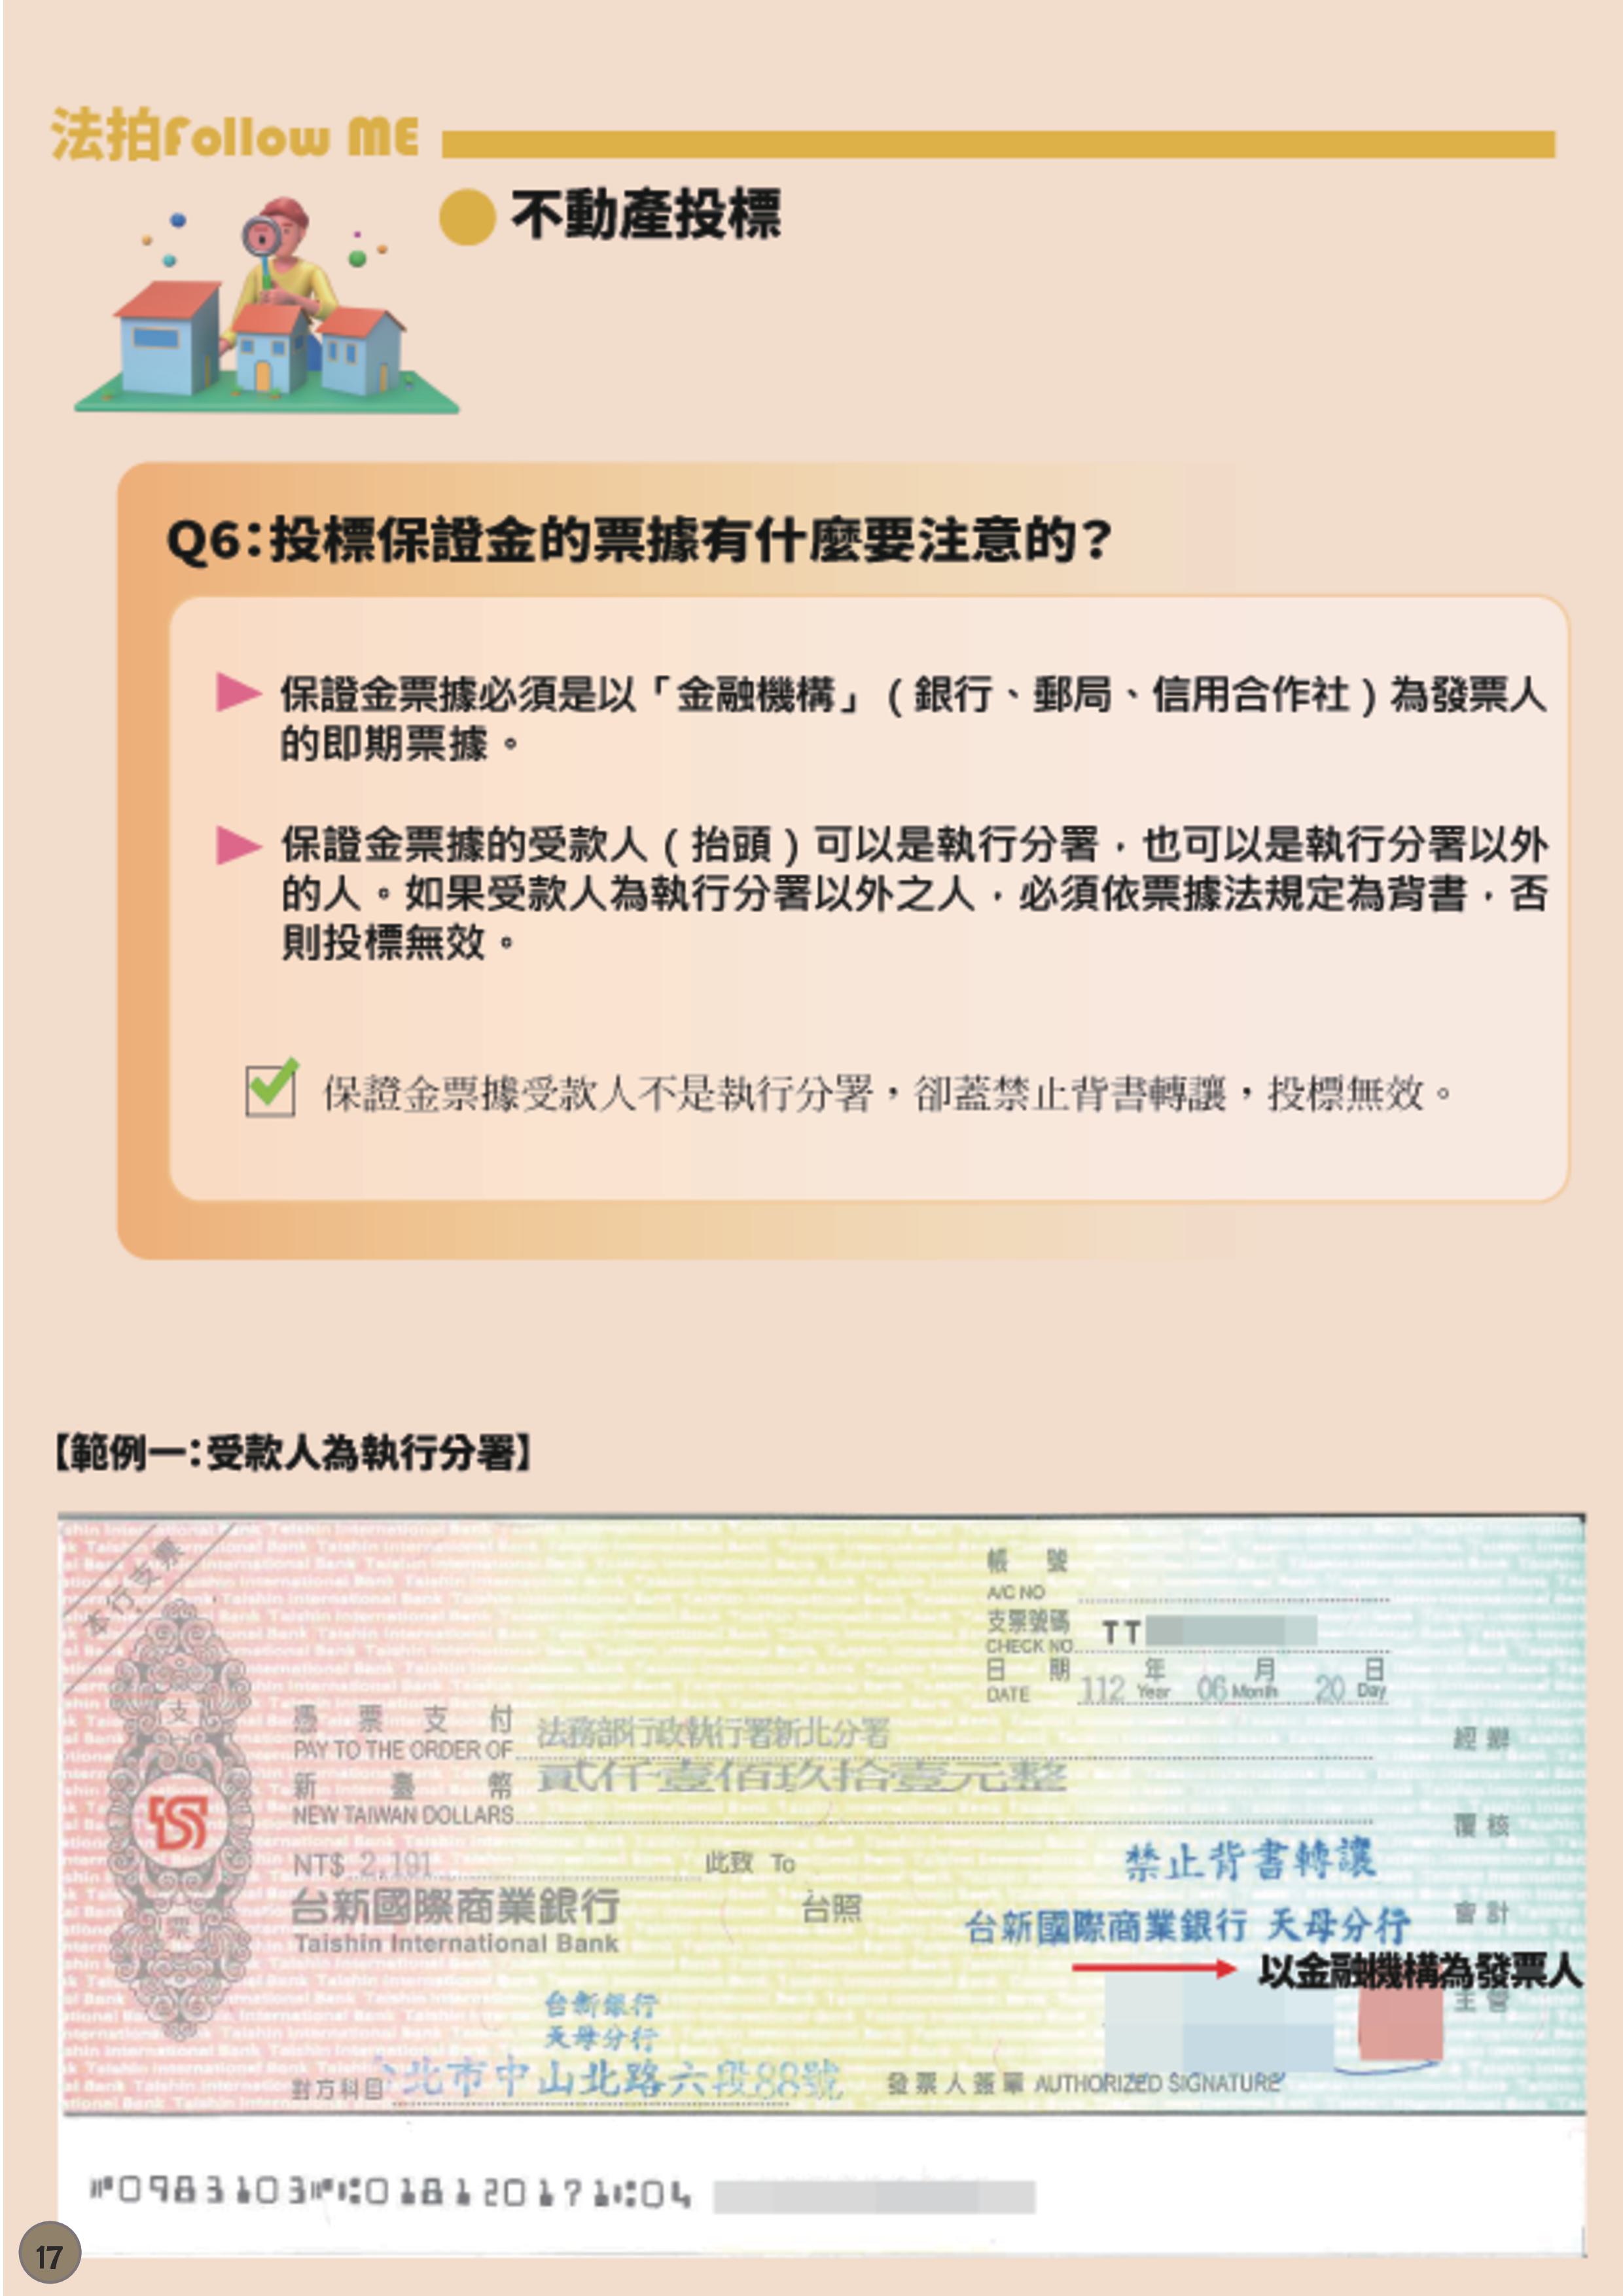 法拍Follow ME
不動產投標
Q6：投標保證金的票據有什麼要注意的？
保證金票據必須是以「金融機構」（銀行、郵局、信用合作社）為發票人
的即期票據。
保證金票據的受款人（抬頭）可以是執行分署，也可以是執行分署以外
的人。如果受款人為執行分署以外之人，必須依票據法規定為背書，否
則投標無效。
保證金票據受款人不是執行分署，卻蓋禁止背書轉讓，投標無效。
【範例一：受款人為執行分署】
本行支票
帳號
A/C NO
支票號碼
CHECK NO. TT
日期 年 月 日
DATE 112 Year 06 Month 20 Day
支
票
憑票支付 法務部行政執行署新北分署
PAY TO THE ORDER OF
新臺幣 貳仟壹佰玖拾壹元整
NEW TAIWAN DOLLARS
NT$ 2,191 此致 To
台新國際商業銀行 台照
Taishin International Bank
經辦
覆核
會計
主管
禁止背書轉讓
台新國際商業銀行 天母分行
以金融機構為發票人
台新銀行
天母分行
對方科目 北市中山北路六段88號
發票人簽單 AUTHORIZED SIGNATURE
⑈0983103⑈⑆018120171⑆04
17